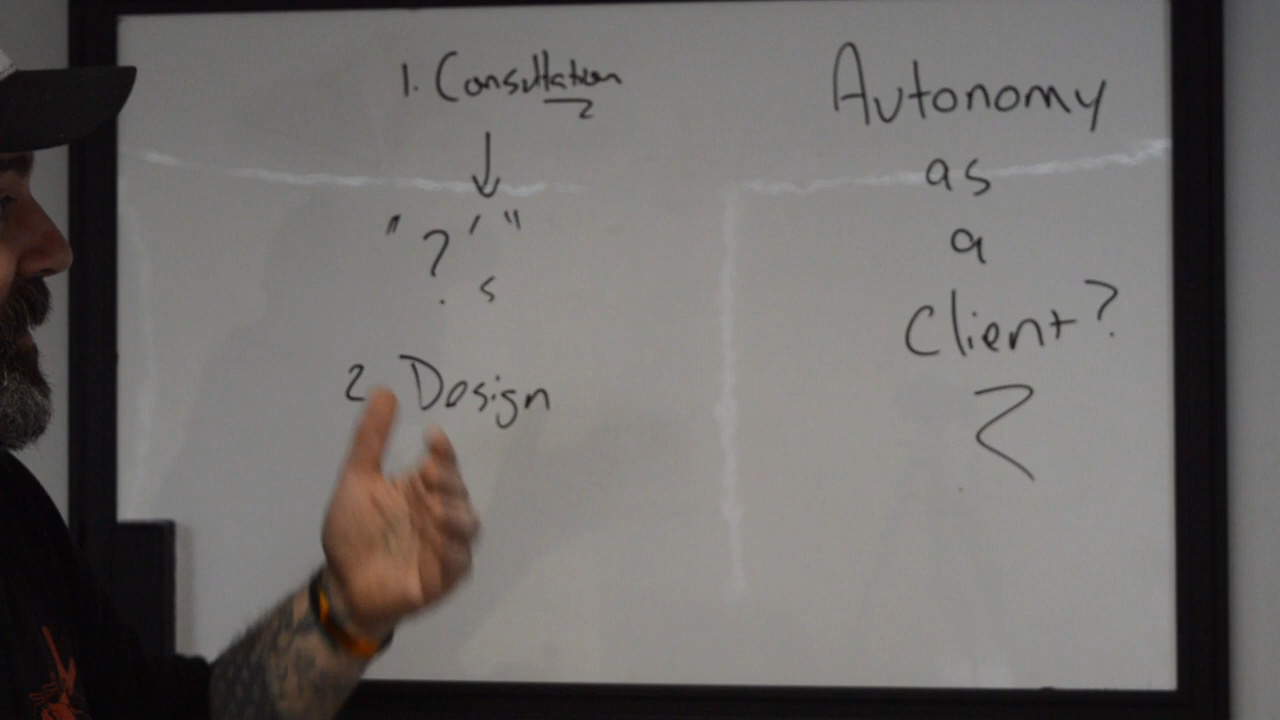 1. Consultation
"?'s"
2 Design
Autonomy
as
a
Client?